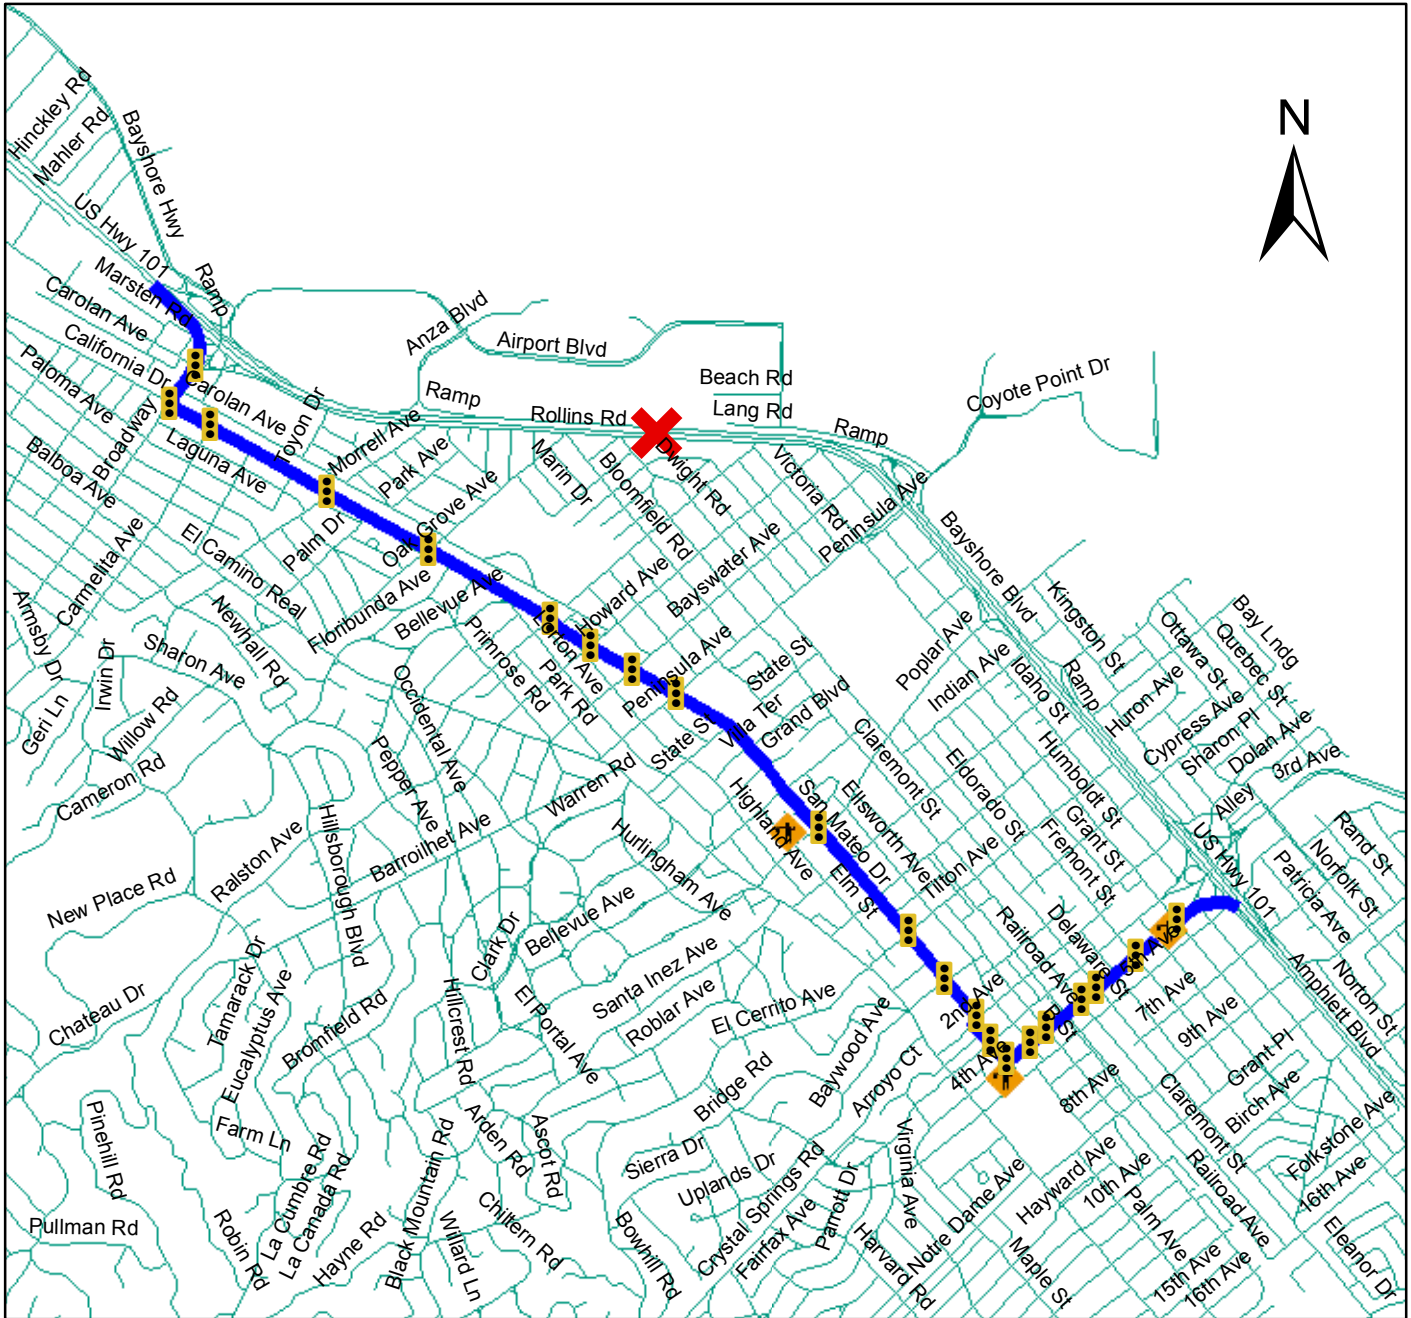 N
Hinckley Rd
Mahler Rd
Bayshore Hwy
US Hwy 101
Ramp
Marsten Rd
Carolan Ave
California Dr
Paloma Ave
Carolan Ave
Broadway
Balboa Ave
Laguna Ave
Toyon Dr
Morrell Ave
Park Ave
Anza Blvd
Airport Blvd
Ramp
Rollins Rd
Beach Rd
Lang Rd
Ramp
Coyote Point Dr
Marin Dr
Bloomfield Rd
Dwight Rd
Victoria Rd
Peninsula Ave
Bayswater Ave
Howard Ave
Oak Grove Ave
Palm Dr
El Camino Real
Carmelita Ave
Floribunda Ave
Bellevue Ave
Newhall Rd
Armsby Dr
Irwin Dr
Sharon Ave
Geri Ln
Willow Rd
Cameron Rd
Primrose Rd
Lorton Ave
Park Rd
Peninsula Ave
State St
State St
Villa Ter
Grand Blvd
Occidental Ave
Pepper Ave
Warren Rd
Barroilhet Ave
Hillsborough Blvd
Ralston Ave
New Place Rd
Highland Ave
San Mateo Dr
Ellsworth Ave
Elm St
Claremont St
Eldorado St
Tilton Ave
Poplar Ave
Indian Ave
Bayshore Blvd
Idaho St
Kingston St
Ramp
Humboldt St
Grant St
Fremont St
Huron Ave
Ottawa St
Quebec St
Bay Lndg
Cypress Ave
Sharon Pl
Dolan Ave
3rd Ave
Alley
US Hwy 101
Rand St
Norfolk St
Patricia Ave
Norton St
Amphlett Blvd
Delaware St
Railroad Ave
5th Ave
7th Ave
9th Ave
B St
2nd Ave
4th Ave
8th Ave
Grant Pl
Birch Ave
Folkstone Ave
16th Ave
Claremont St
Railroad Ave
Eleanor Dr
Hurlingham Ave
Bellevue Ave
Clark Dr
Santa Inez Ave
Roblar Ave
El Cerrito Ave
El Portal Ave
Hillcrest Rd
Baywood Ave
Arroyo Ct
Bridge Rd
Chateau Dr
Tamarack Dr
Eucalyptus Ave
Bromfield Rd
Farm Ln
Pinehill Rd
Pullman Rd
Robin Rd
La Cumbre Rd
La Canada Rd
Hayne Rd
Black Mountain Rd
Willard Ln
Arden Rd
Ascot Rd
Chiltern Rd
Bowhill Rd
Sierra Dr
Uplands Dr
Crystal Springs Rd
Fairfax Ave
Parrott Dr
Virginia Ave
Harvard Rd
Notre Dame Ave
Hayward Ave
10th Ave
Palm Ave
Maple St
15th Ave
16th Ave